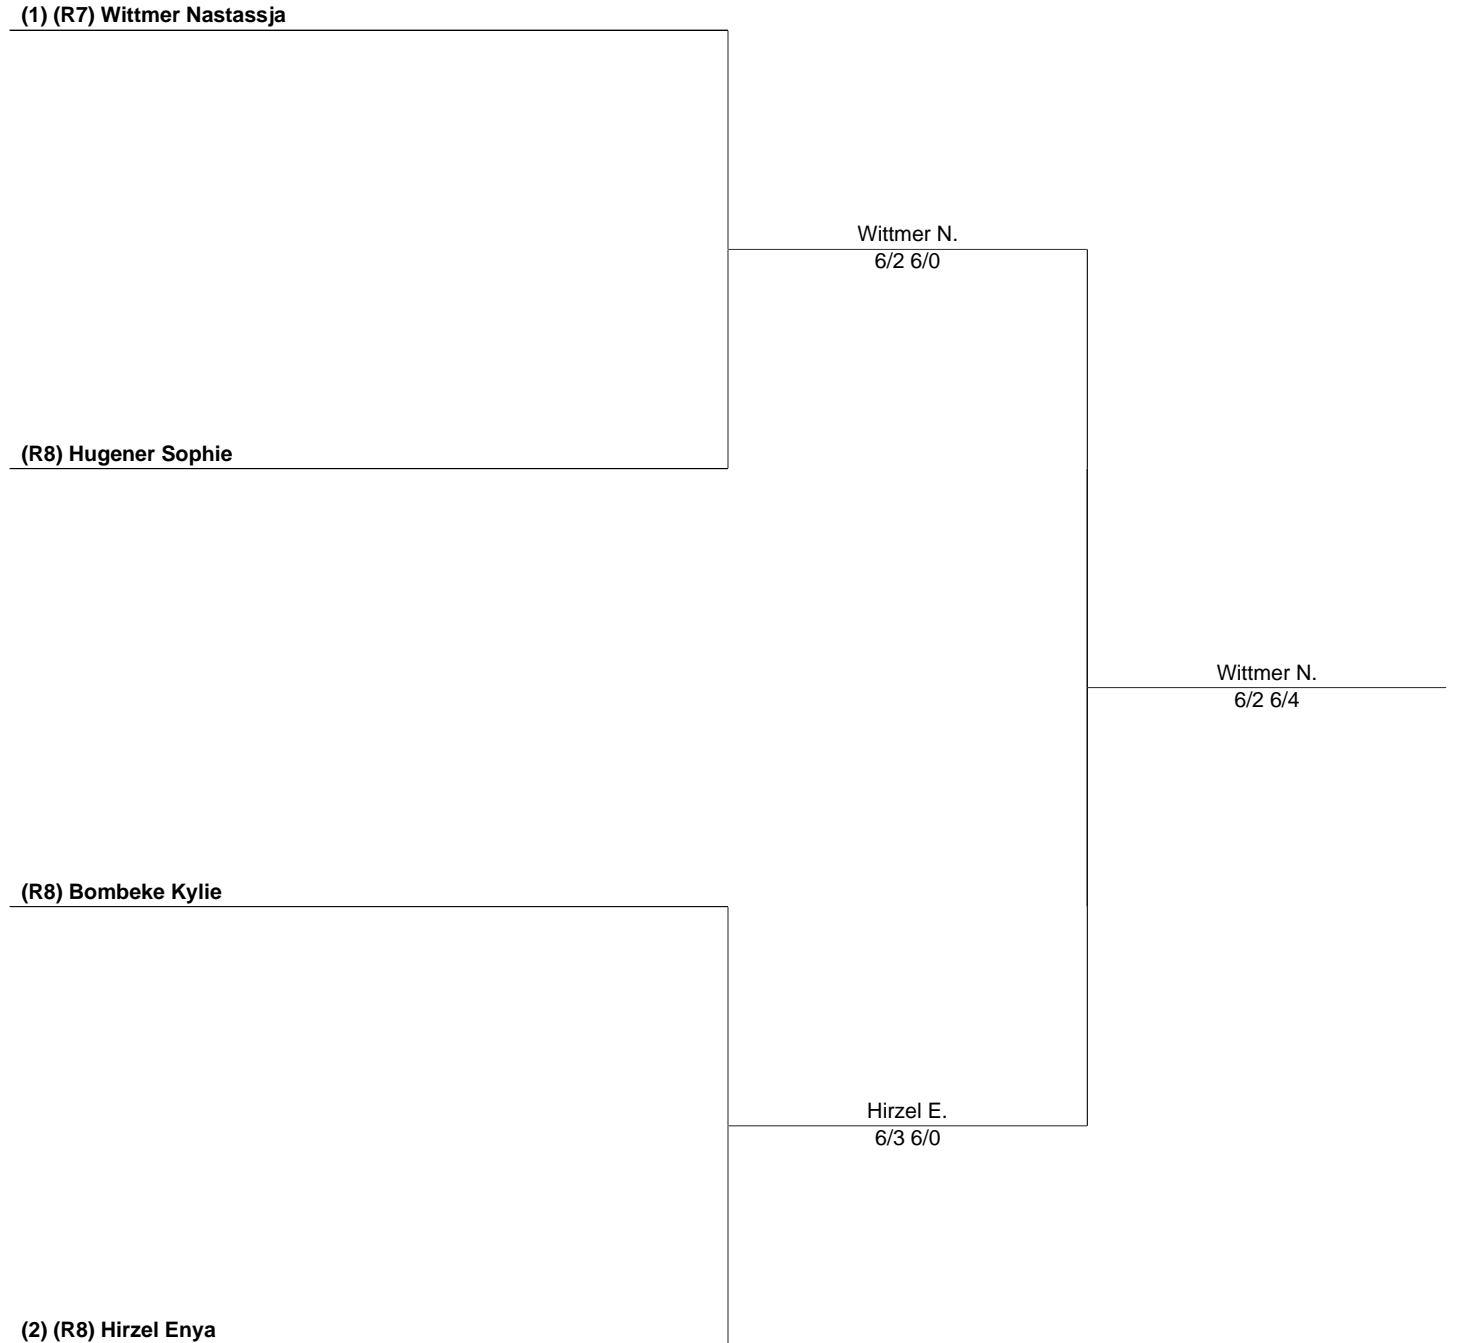 (1) (R7) Wittmer Nastassja
Wittmer N.
6/2 6/0
(R8) Hugener Sophie
Wittmer N.
6/2 6/4
(R8) Bombeke Kylie
Hirzel E.
6/3 6/0
(2) (R8) Hirzel Enya